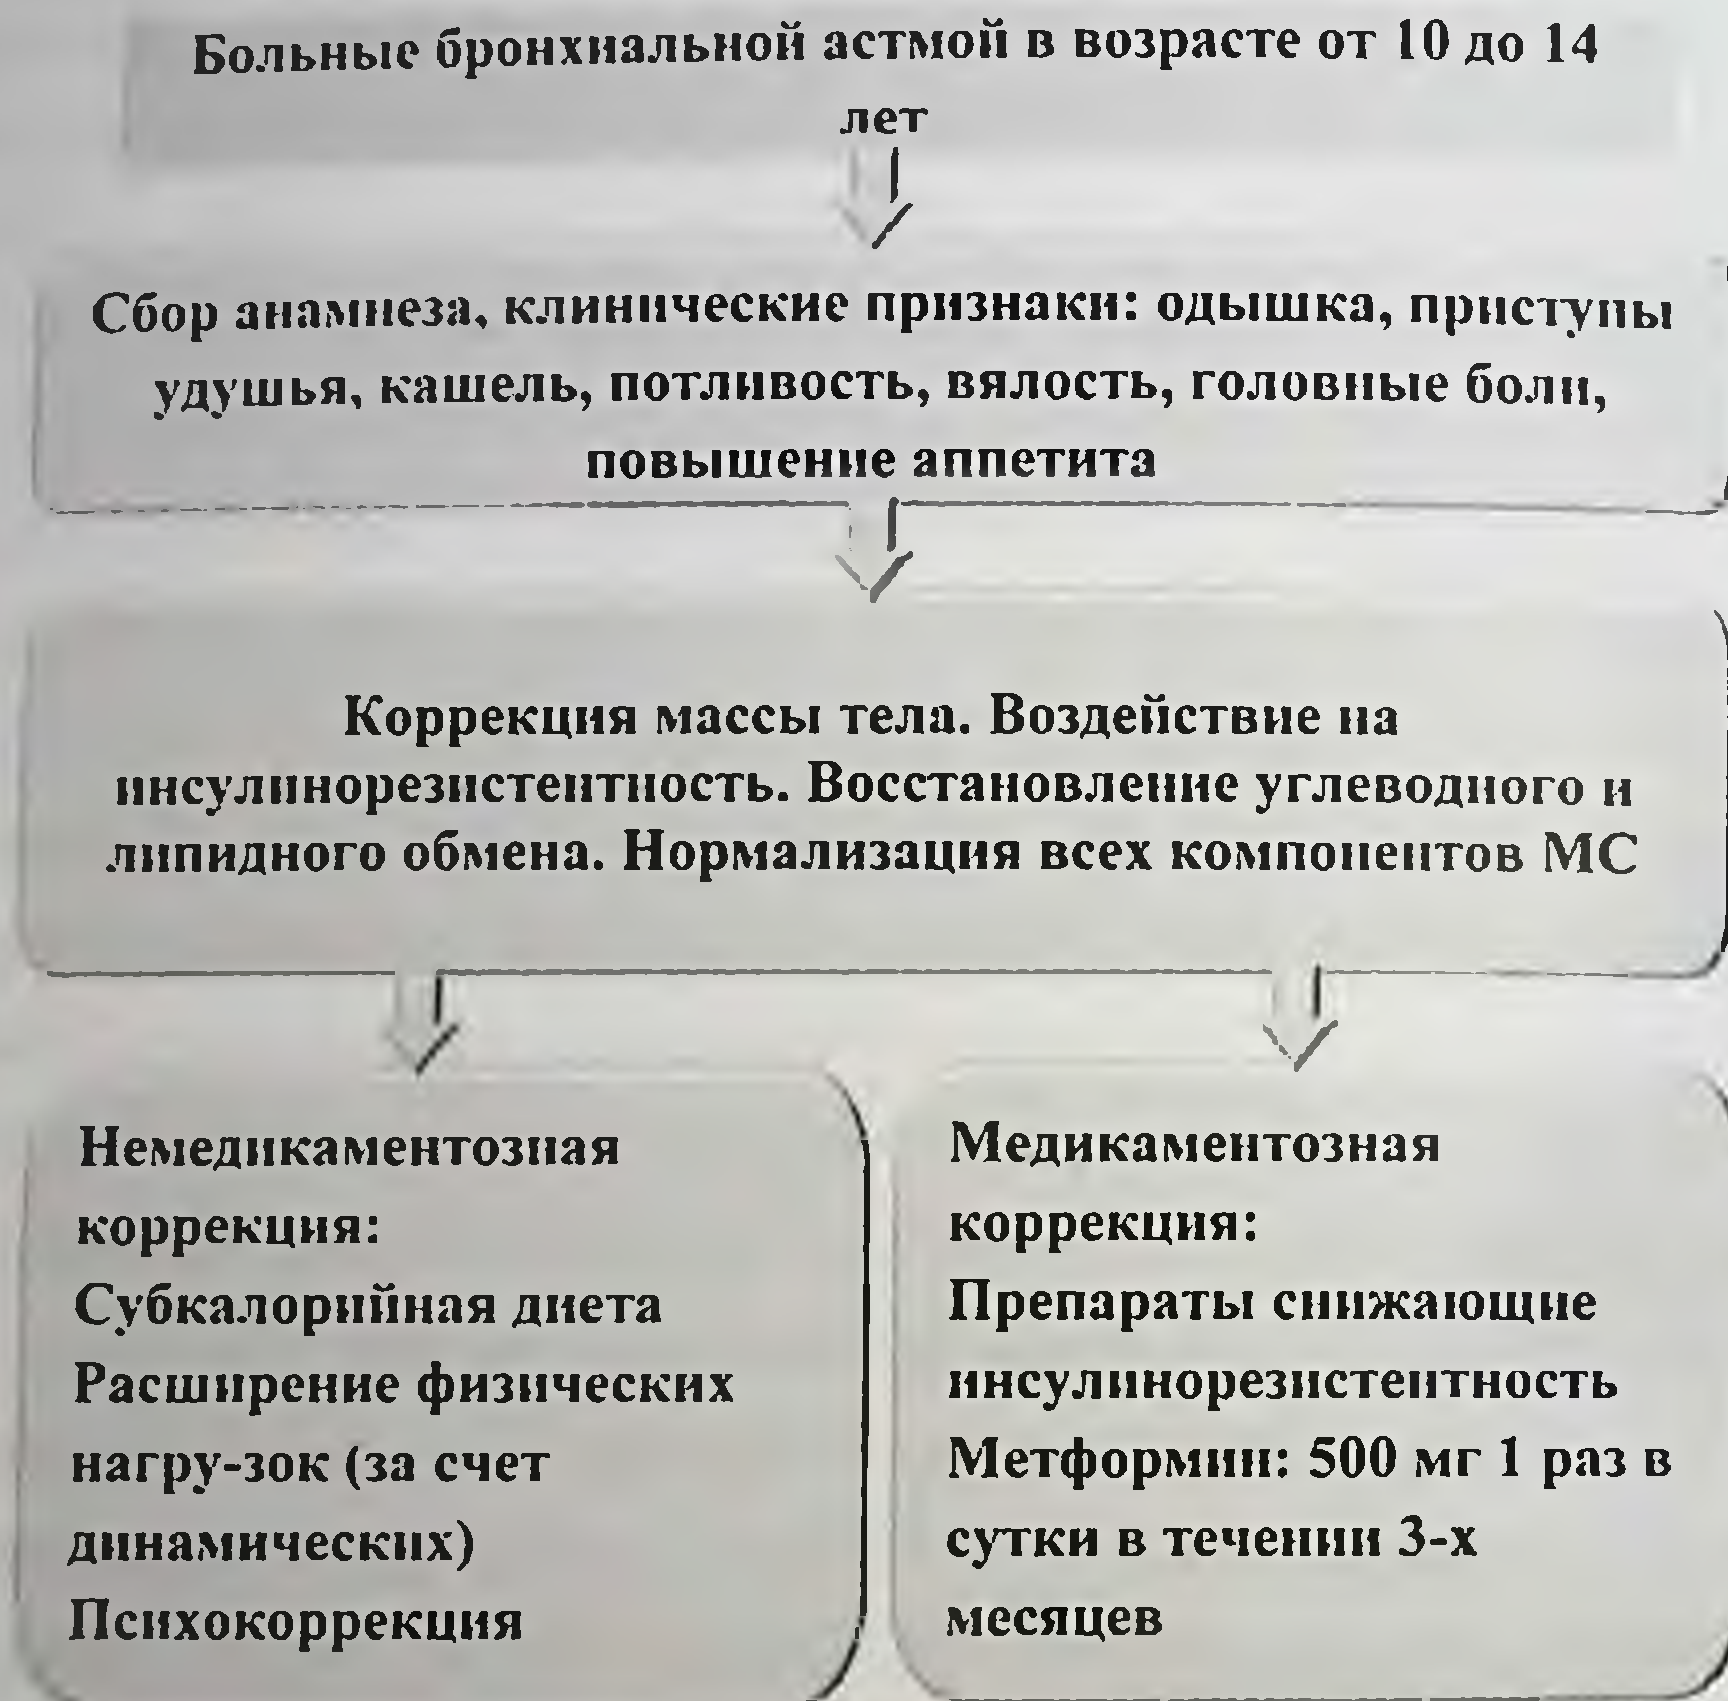 Больные бронхиальной астмой в возрасте от 10 до 14
лет
Сбор анамнеза, клинические признаки: одышка, приступы
удушья, кашель, потливость, вялость, головные боли,
повышение аппетита
Коррекция массы тела. Воздействие на
инсулинорезистентность. Восстановление углеводного и
липидного обмена. Нормализация всех компонентов МС
Немедикаментозная
коррекция:
Субкалорийная диета
Расширение физических
нагру-зок (за счет
динамических)
Психокоррекция
Медикаментозная
коррекция:
Препараты снижающие
инсулинорезистентность
Метформин: 500 мг 1 раз в
сутки в течении 3-х
месяцев